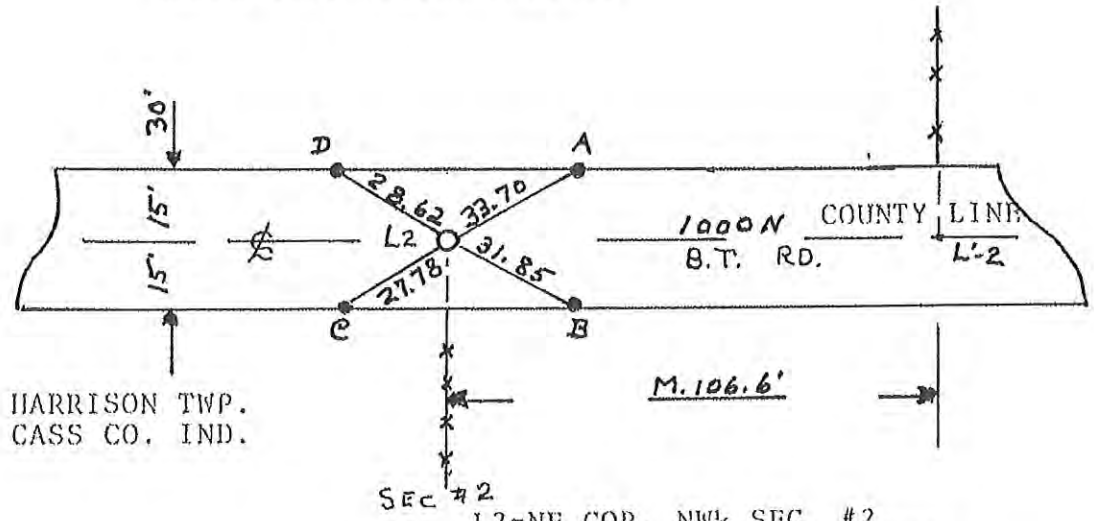 30'
D
A
28.62
33.70
15'
15'
℄
L2
1000N
COUNTY LINE
B.T. RD.
L'-2
27.78
31.85
C
B
M.106.6'
HARRISON TWP.
CASS CO. IND.
SEC #2
L2=NE COR. NW¼ SEC. #2